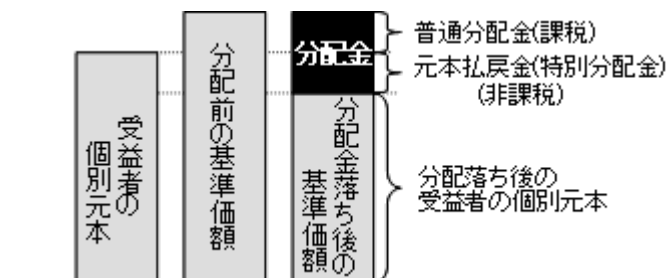 受益者の
個別元本
分配前の基準価額
分配金
分配金落ち後の
基準価額
普通分配金(課税)
元本払戻金(特別分配金)
(非課税)
分配落ち後の
受益者の個別元本